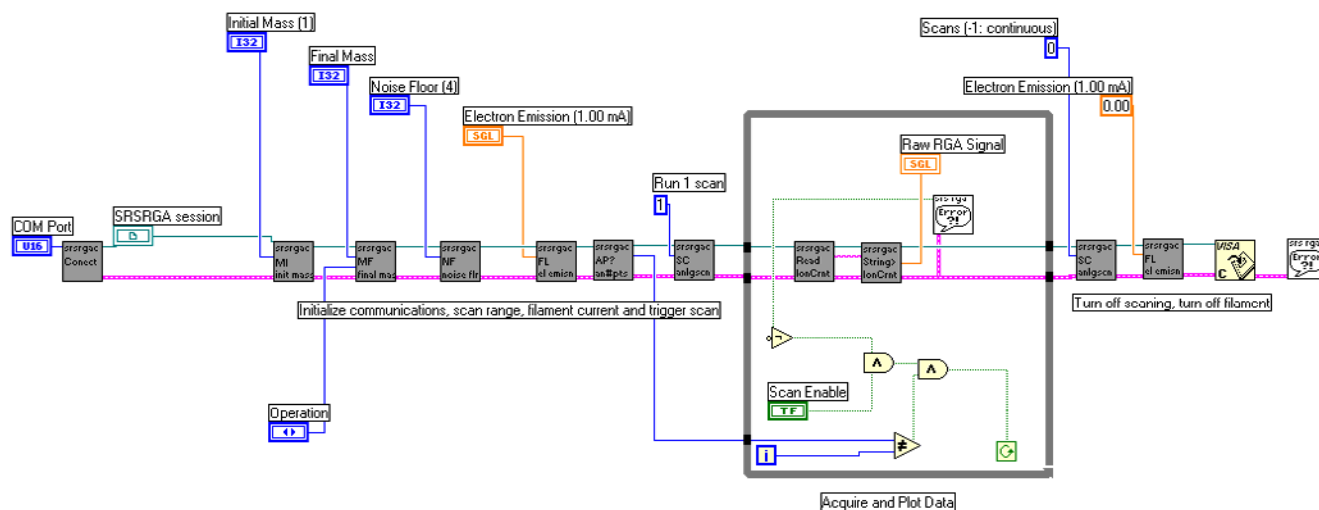 Initial Mass (1)
I32
Final Mass
I32
Noise Floor (4)
I32
Electron Emission (1.00 mA)
SGL
Scans (-1: continuous)
0
Electron Emission (1.00 mA)
0.00
Raw RGA Signal
SGL
Run 1 scan
1
COM Port
U16
SRSRGA session
srsrgac
Conect
srsrgac
MI
init mass
srsrgac
MF
final mas
srsrgac
NF
noise flr
srsrgac
FL
el emisn
srsrgac
AP?
an#pts
srsrgac
SC
anlgscn
srsrgac
Read
IonCrnt
srsrgac
String>
IonCrnt
srsrga
Error
?!
srsrgac
SC
anlgscn
srsrgac
FL
el emisn
VISA
C
srsrga
Error
?!
Initialize communications, scan range, filament current and trigger scan
Turn off scaning, turn off filament
Scan Enable
TF
Operation
i
Acquire and Plot Data